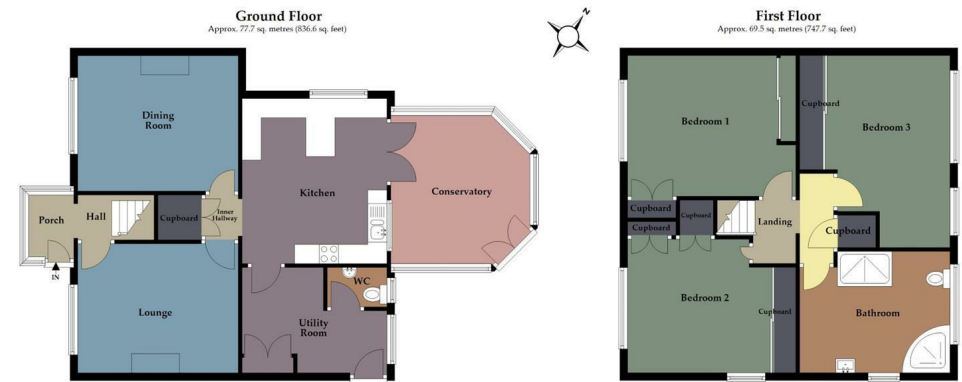 Ground Floor
Approx. 77.7 sq. metres (836.6 sq. feet)
N
Dining
Room
Kitchen
Conservatory
Porch
Hall
Cupboard
Inner
Hallway
IN
Lounge
WC
Utility
Room
First Floor
Approx. 69.5 sq. metres (747.7 sq. feet)
Bedroom 1
Cupboard
Bedroom 3
Cupboard
Cupboard
Cupboard
Landing
Cupboard
Bedroom 2
Cupboard
Bathroom